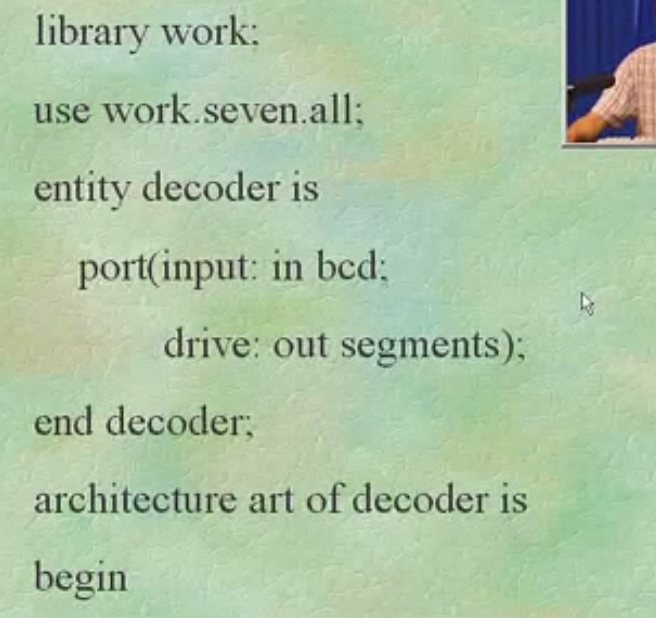 library work;
use work.seven.all;
entity decoder is
port(input: in bcd;
drive: out segments);
end decoder;
architecture art of decoder is
begin